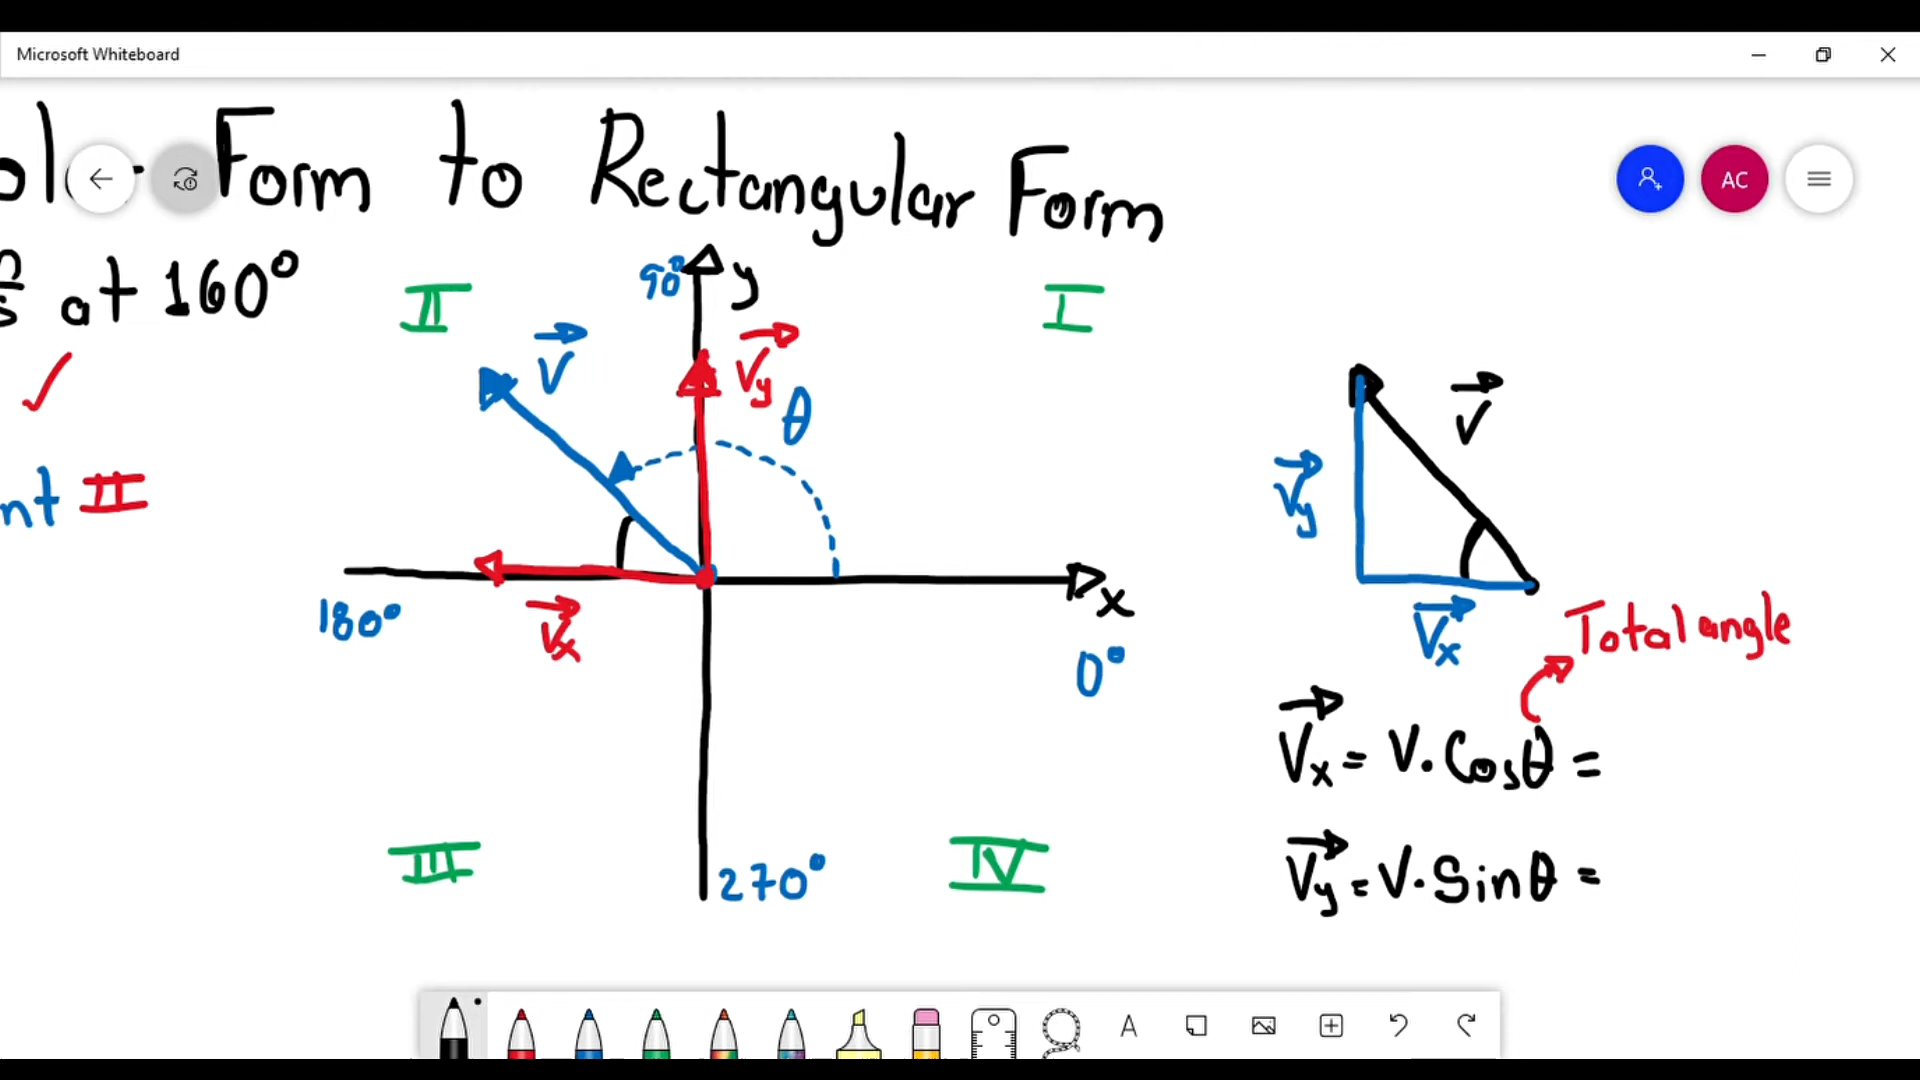 Microsoft Whiteboard
Form to Rectangular Form
AC
at 160°
90° y
II
I
V
Vy
θ
V
Vy
II
180°
Vx
x
0°
Vx
Total angle
Vx = V. Cosθ =
Vy = V. Sinθ =
III
270°
IV
A